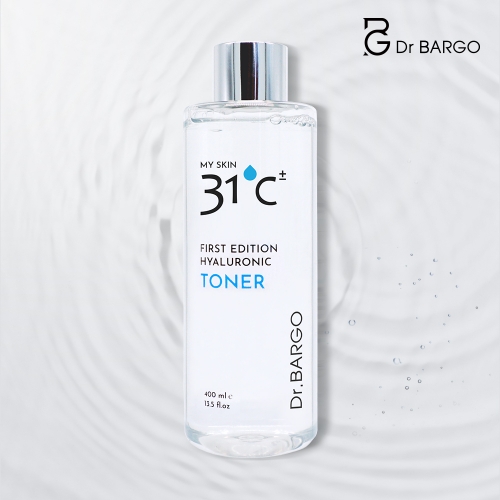 Dr BARGO
MY SKIN
31°C±
FIRST EDITION
HYALURONIC
TONER
Dr.BARGO
400 ml ℮
13.5 fl.oz